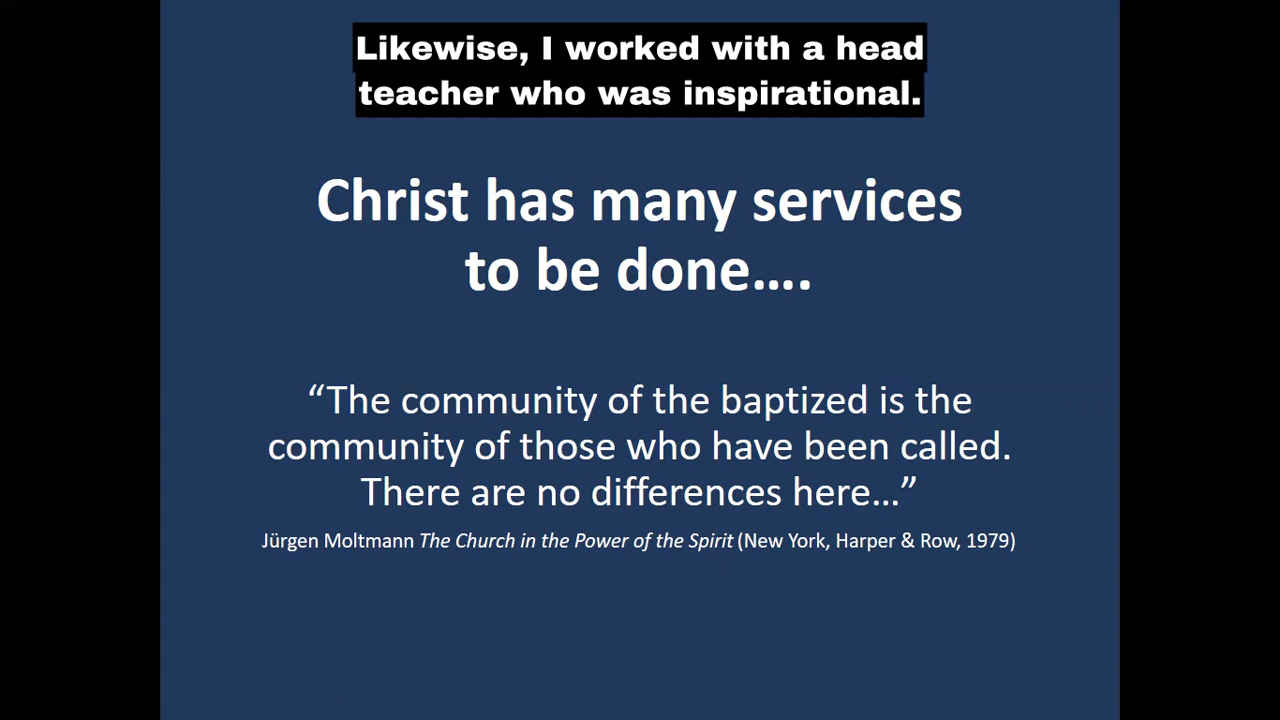 Likewise, I worked with a head
teacher who was inspirational.
Christ has many services
to be done….
“The community of the baptized is the
community of those who have been called.
There are no differences here…”
Jürgen Moltmann The Church in the Power of the Spirit (New York, Harper & Row, 1979)